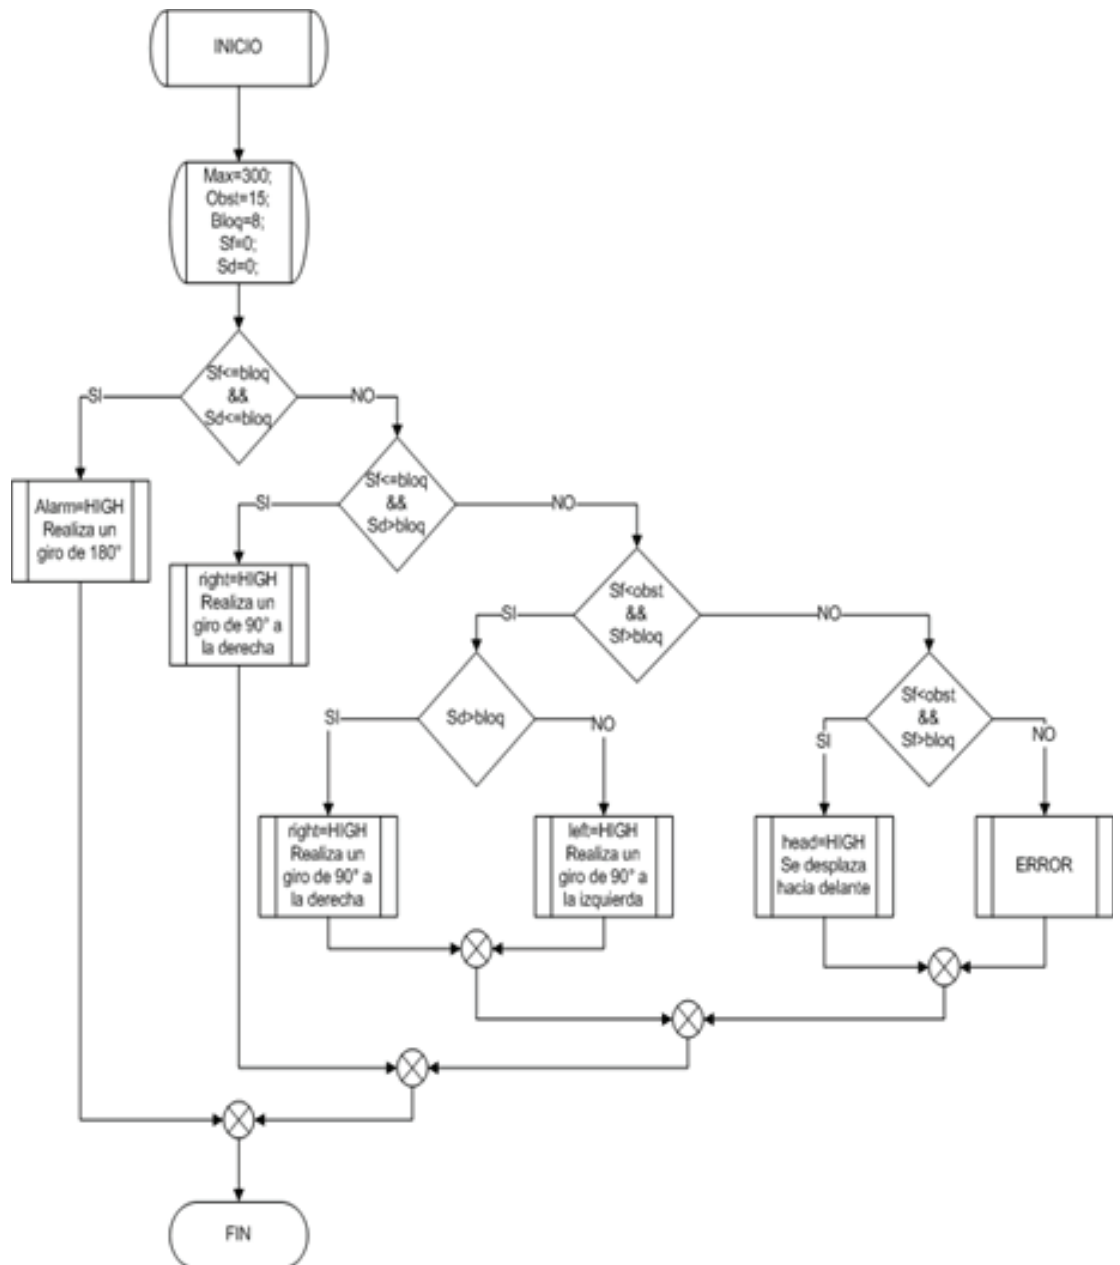 INICIO
Max=300;
Obst=15;
Bloq=8;
Sf=0;
Sd=0;
Sf<=bloq
&&
Sd<=bloq
SI
NO
Alarm=HIGH
Realiza un
giro de 180°
Sf<=bloq
&&
Sd>bloq
SI
NO
right=HIGH
Realiza un
giro de 90° a
la derecha
Sf<obst
&&
Sf>bloq
SI
NO
Sd>bloq
SI
NO
Sf<obst
&&
Sf>bloq
SI
NO
right=HIGH
Realiza un
giro de 90° a
la derecha
left=HIGH
Realiza un
giro de 90° a
la izquierda
head=HIGH
Se desplaza
hacia delante
ERROR
FIN